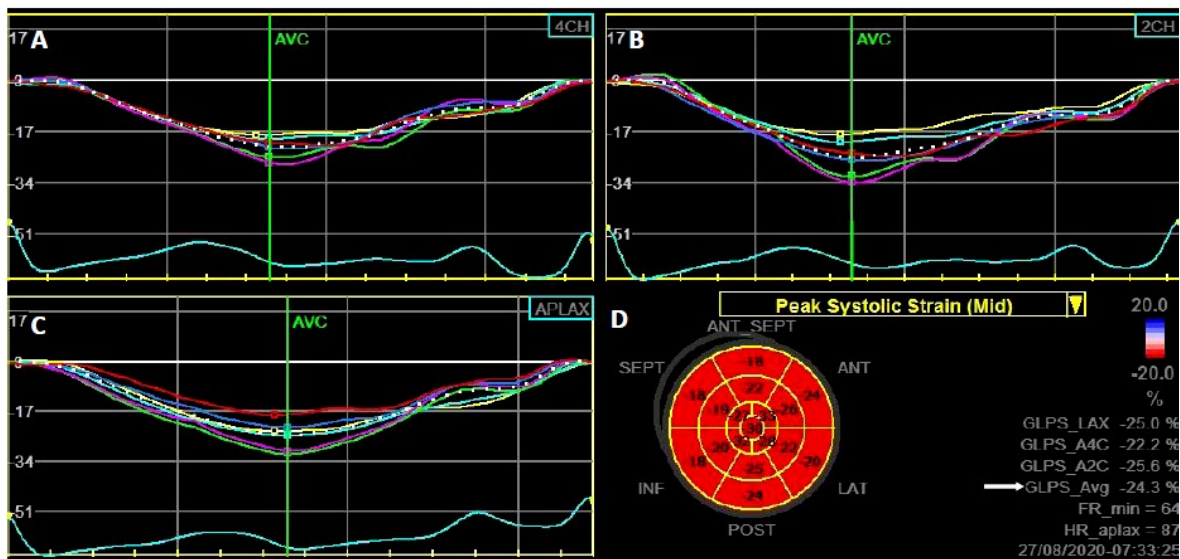 A
AVC
4CH
17
-17
-34
-51
B
AVC
2CH
17
-17
-34
-51
C
AVC
APLAX
17
-17
-34
-51
D
Peak Systolic Strain (Mid)
20.0
-20.0
%
ANT_SEPT
SEPT
ANT
INF
LAT
POST
-18
-18
-24
-22
-19
-26
-20
-22
-18
-20
-25
-24
GLPS_LAX -25.0 %
GLPS_A4C -22.2 %
GLPS_A2C -25.6 %
GLPS_Avg -24.3 %
FR_min = 64
HR_aplax = 87
27/08/2020-07:33:25